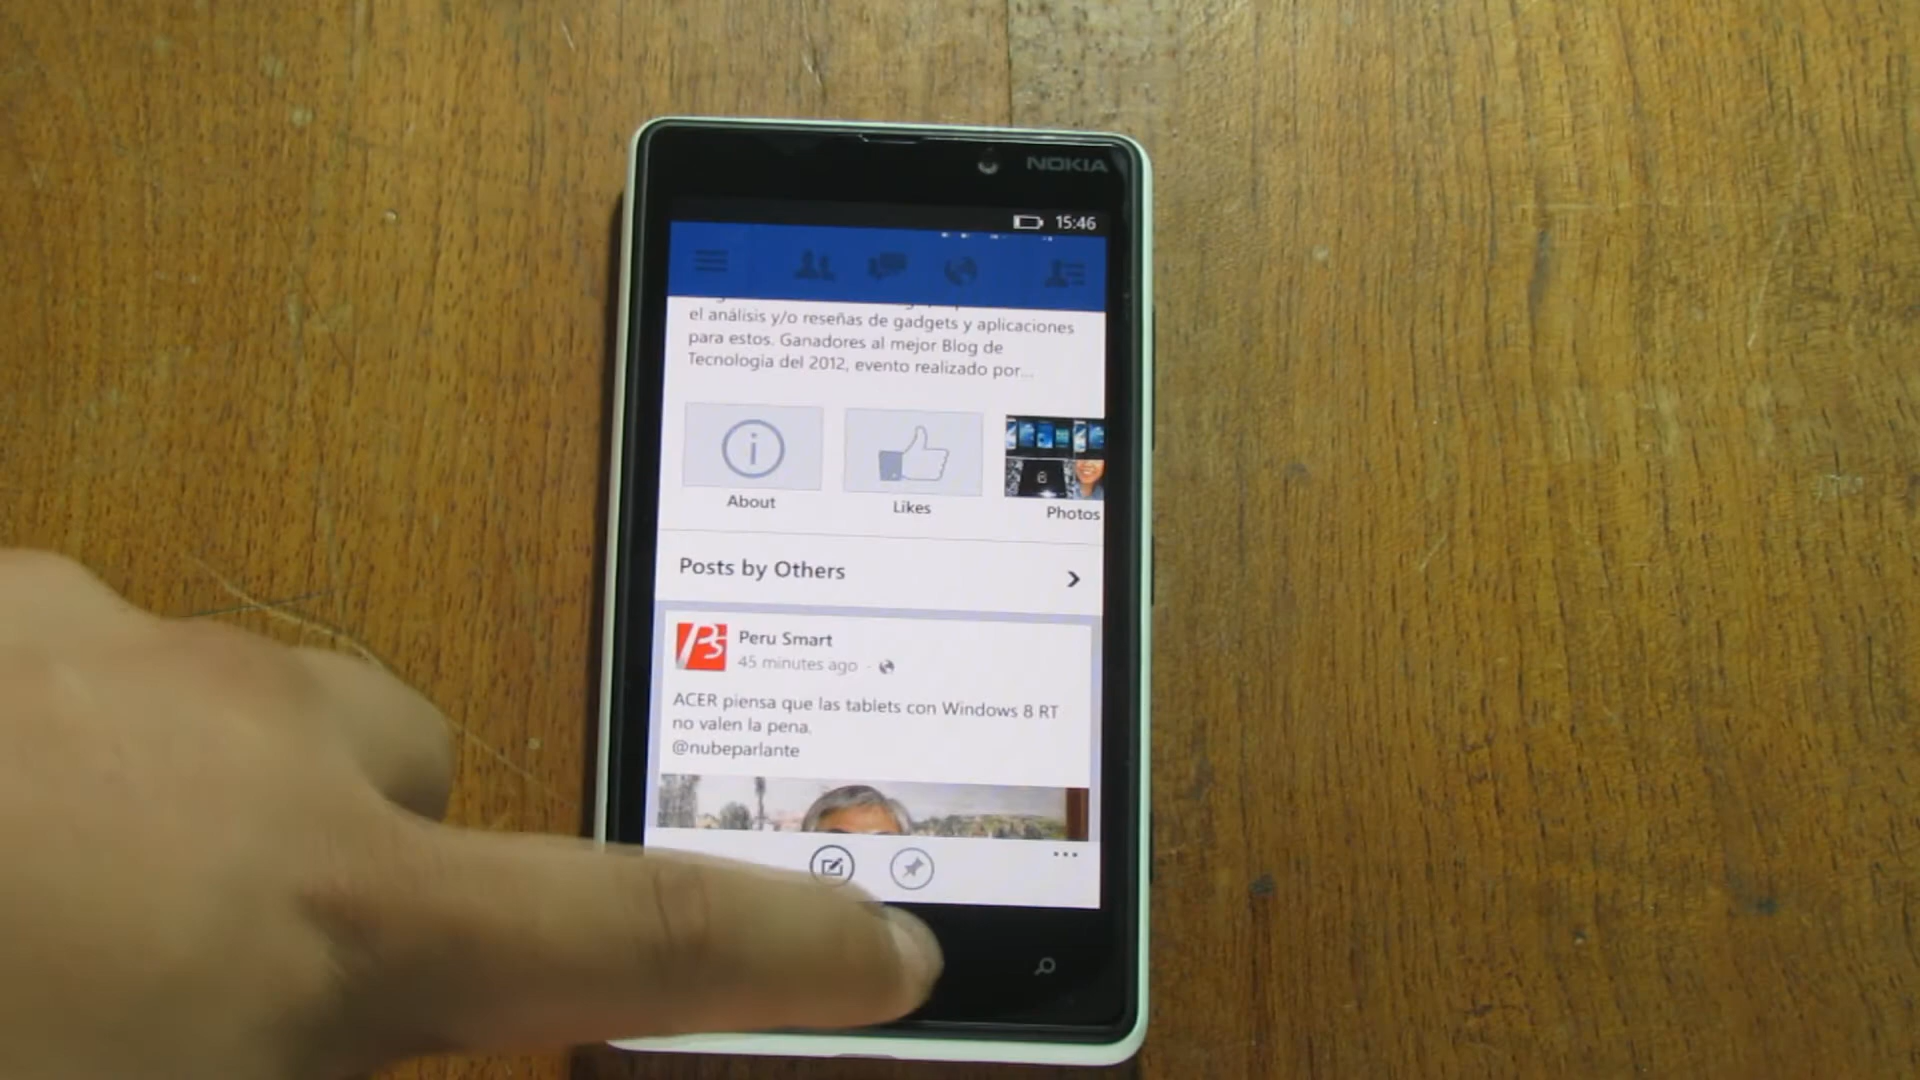 NOKIA
15:46
el análisis y/o reseñas de gadgets y aplicaciones
para estos. Ganadores al mejor Blog de
Tecnología del 2012, evento realizado por...
About
Likes
Photos
Posts by Others
Peru Smart
45 minutes ago
ACER piensa que las tablets con Windows 8 RT
no valen la pena.
@nubeparlante